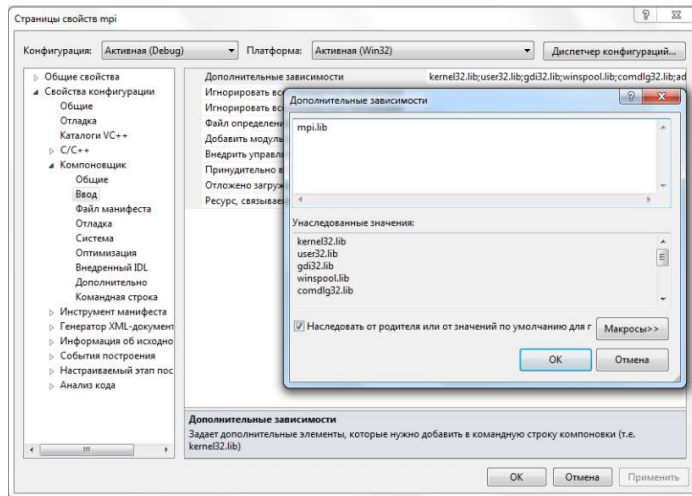 Страницы свойств mpi
Конфигурация: Активная (Debug) Платформа: Активная (Win32) Диспетчер конфигураций...
Общие свойства
Свойства конфигурации
Общие
Отладка
Каталоги VC++
C/C++
Компоновщик
Общие
Ввод
Файл манифеста
Отладка
Система
Оптимизация
Внедренный IDL
Дополнительно
Командная строка
Инструмент манифеста
Генератор XML-документ
Информация об исходно
События построения
Настраиваемый этап пос
Анализ кода
Дополнительные зависимости kernel32.lib;user32.lib;gdi32.lib;winspool.lib;comdlg32.lib;ad
Игнорировать вс
Игнорировать вс
Файл определени
Добавить модуль
Внедрить управля
Принудительно в
Отложено загруж
Ресурс, связывае
Дополнительные зависимости
mpi.lib
Унаследованные значения:
kernel32.lib
user32.lib
gdi32.lib
winspool.lib
comdlg32.lib
Наследовать от родителя или от значений по умолчанию для г Макросы>>
ОК Отмена
Дополнительные зависимости
Задает дополнительные элементы, которые нужно добавить в командную строку компоновки (т.е.
kernel32.lib)
ОК Отмена Применить